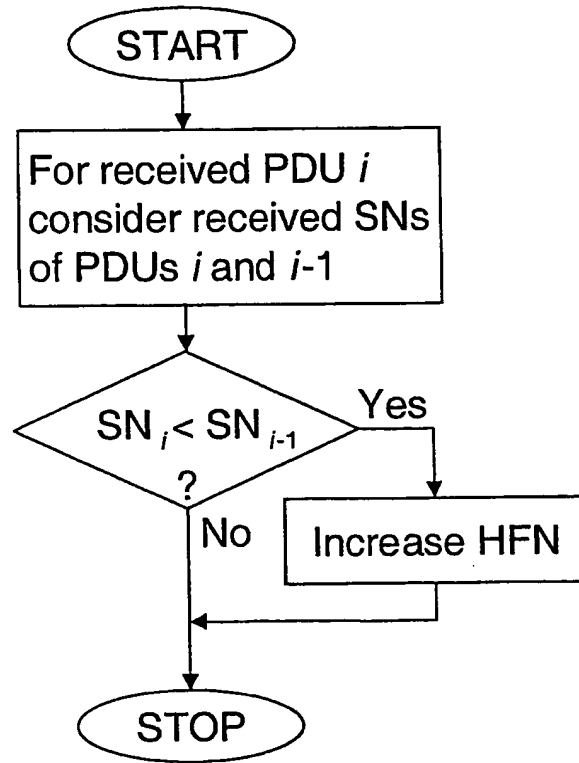 START
For received PDU i
consider received SNs
of PDUs i and i-1
SN i < SN i-1
?
Yes
No
Increase HFN
STOP